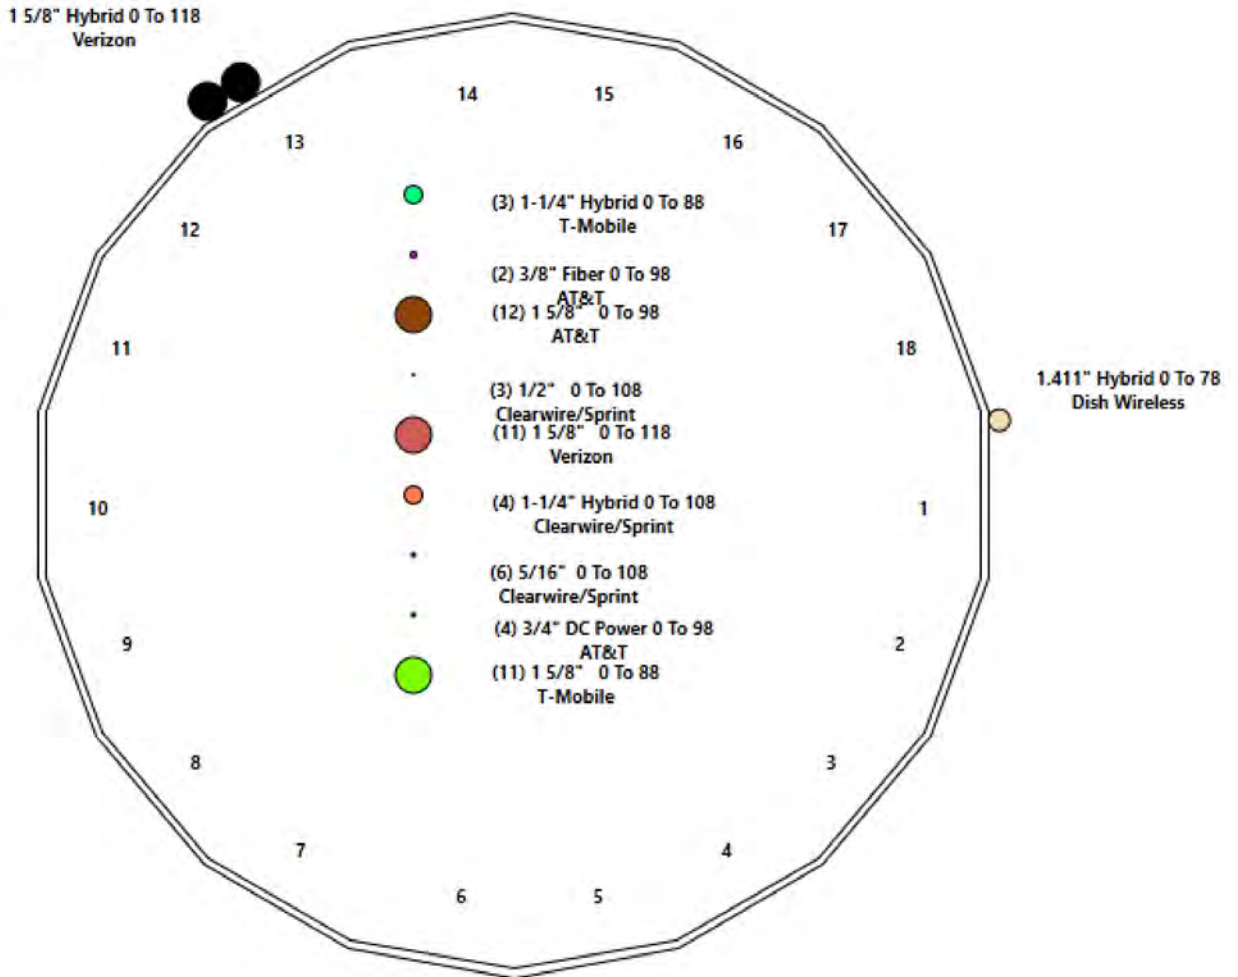 1 5/8" Hybrid 0 To 118
Verizon
14
15
13
16
12
17
(3) 1-1/4" Hybrid 0 To 88
T-Mobile
(2) 3/8" Fiber 0 To 98
AT&T
(12) 1 5/8" 0 To 98
AT&T
11
18
1.411" Hybrid 0 To 78
Dish Wireless
(3) 1/2" 0 To 108
Clearwire/Sprint
(11) 1 5/8" 0 To 118
Verizon
10
(4) 1-1/4" Hybrid 0 To 108
Clearwire/Sprint
1
(6) 5/16" 0 To 108
Clearwire/Sprint
(4) 3/4" DC Power 0 To 98
AT&T
(11) 1 5/8" 0 To 88
T-Mobile
9
2
8
3
7
4
6
5